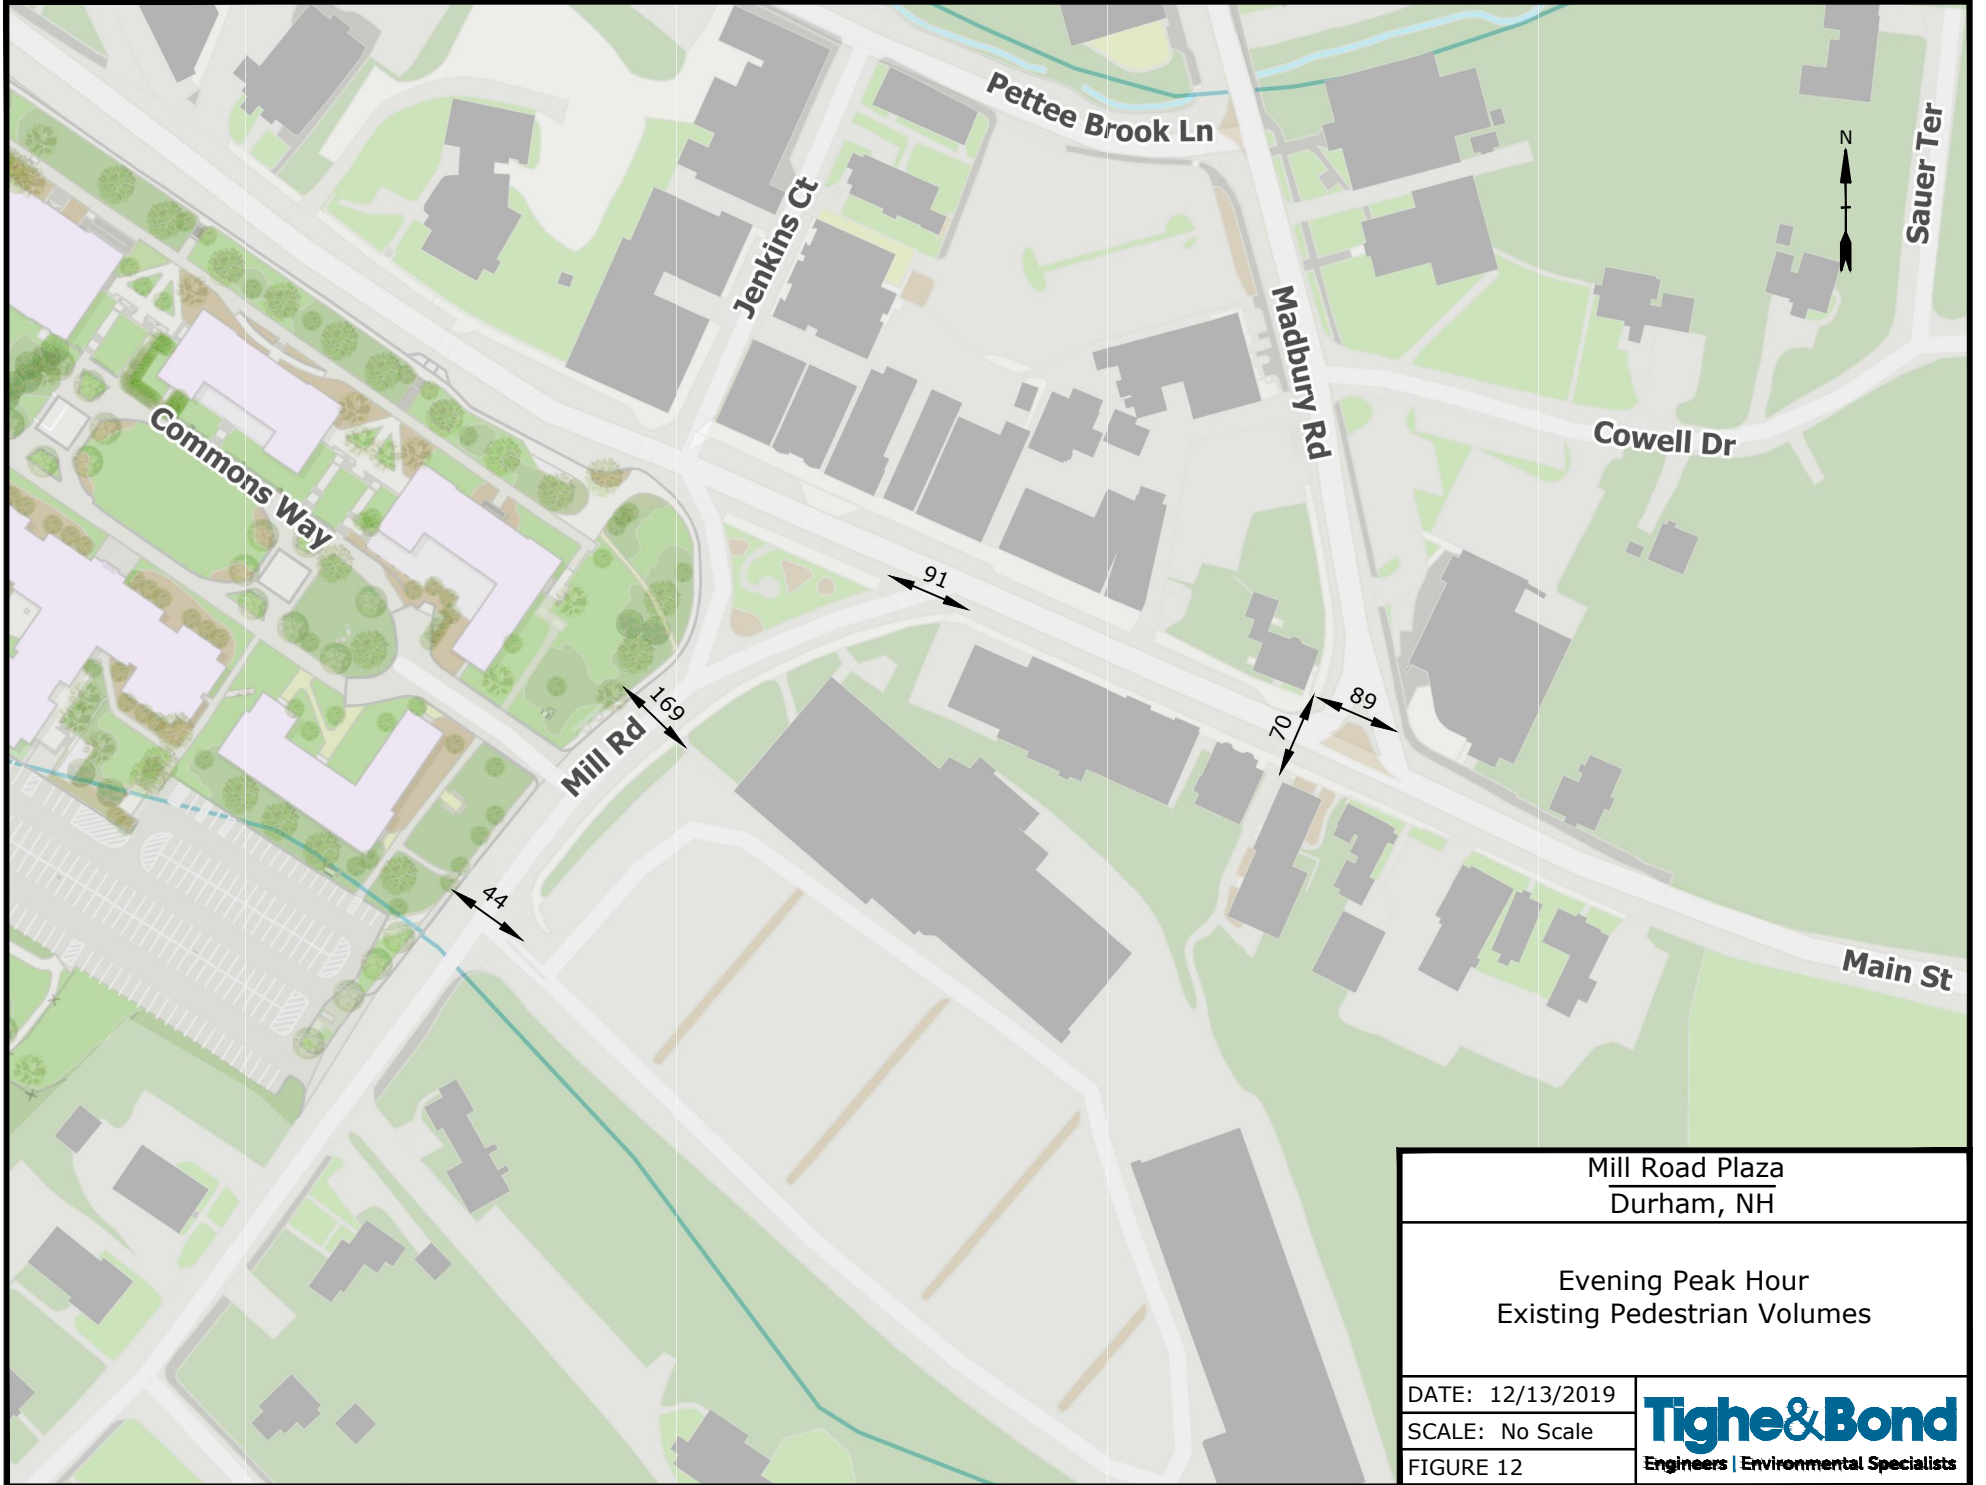 Pettee Brook Ln
N
Sauer Ter
Jenkins Ct
Madbury Rd
Cowell Dr
Commons Way
91
169
Mill Rd
89
70
44
Main St
Mill Road Plaza
Durham, NH
Evening Peak Hour
Existing Pedestrian Volumes
DATE: 12/13/2019
SCALE: No Scale
FIGURE 12
Tighe&Bond
Engineers | Environmental Specialists